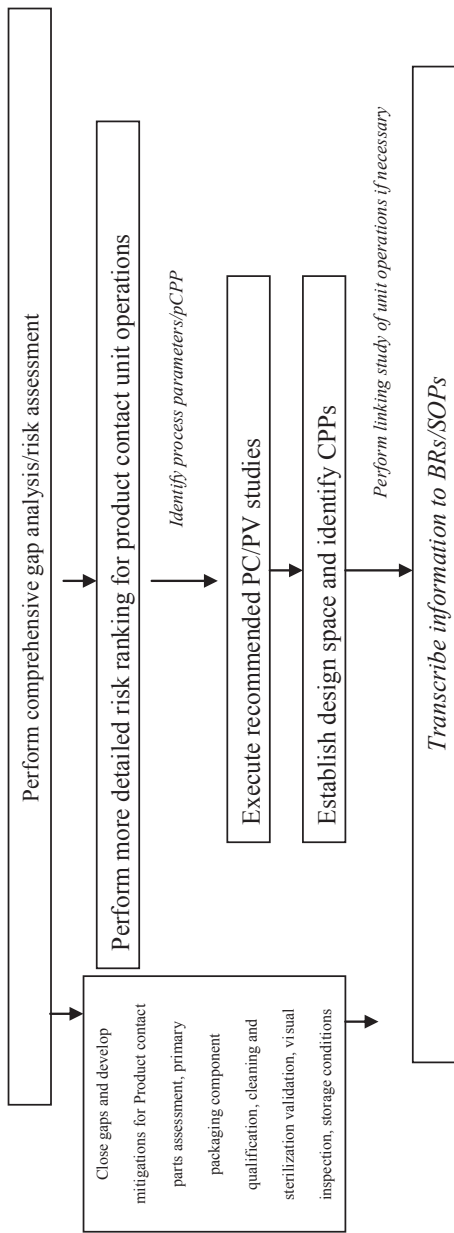 Perform comprehensive gap analysis/risk assessment
Close gaps and develop
mitigations for Product contact
parts assessment, primary
packaging component
qualification, cleaning and
sterilization validation, visual
inspection, storage conditions
Perform more detailed risk ranking for product contact unit operations
Identify process parameters/pCPP
Execute recommended PC/PV studies
Establish design space and identify CPPs
Perform linking study of unit operations if necessary
Transcribe information to BRs/SOPs